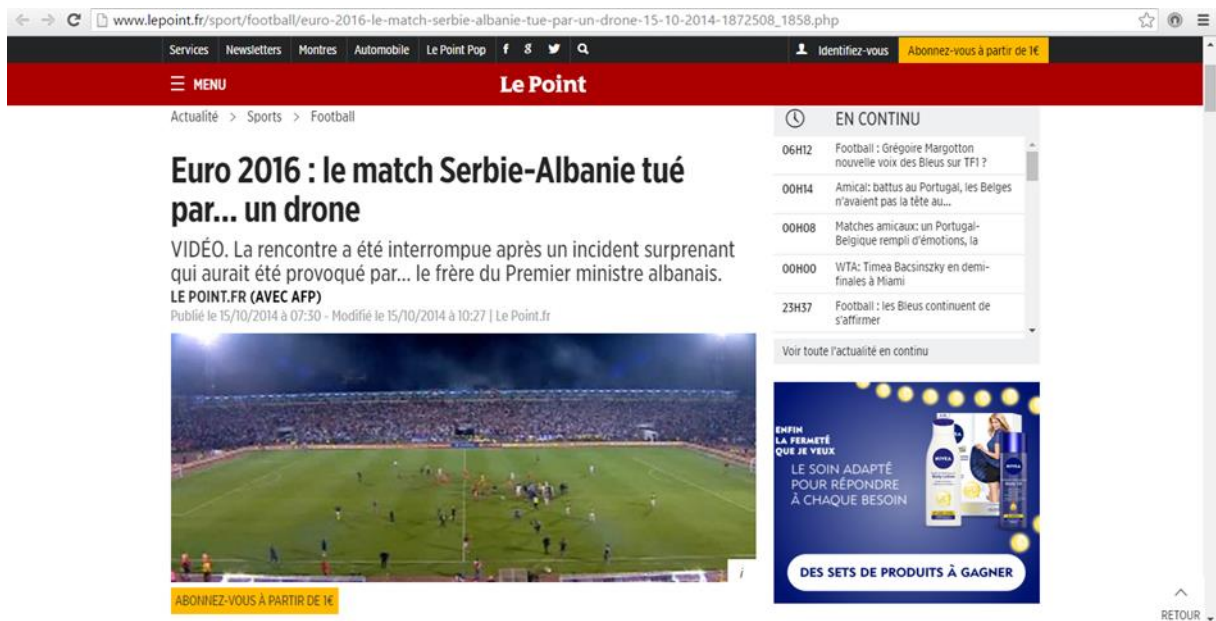 www.lepoint.fr/sport/football/euro-2016-le-match-serbie-albanie-tue-par-un-drone-15-10-2014-1872508_1858.php
Services Newsletters Montres Automobile Le Point Pop f 8
Identifiez-vous Abonnez-vous à partir de 1€
MENU Le Point
Actualité > Sports > Football
Euro 2016 : le match Serbie-Albanie tué
par... un drone
VIDÉO. La rencontre a été interrompue après un incident surprenant
qui aurait été provoqué par... le frère du Premier ministre albanais.
LE POINT.FR (AVEC AFP)
Publié le 15/10/2014 à 07:30 - Modifié le 15/10/2014 à 10:27 | Le Point.fr
i
ABONNEZ-VOUS À PARTIR DE 1€
EN CONTINU
06H12 Football : Grégoire Margotton
nouvelle voix des Bleus sur TF1 ?
00H14 Amical: battus au Portugal, les Belges
n'avaient pas la tête au...
00H08 Matches amicaux: un Portugal-
Belgique rempli d'émotions, la
00H00 WTA: Timea Bacsinszky en demi-
finales à Miami
23H37 Football : les Bleus continuent de
s'affirmer
Voir toute l'actualité en continu
ENFIN
LA FERMETÉ
QUE JE VEUX
LE SOIN ADAPTÉ
POUR RÉPONDRE
À CHAQUE BESOIN
NIVEA
NIVEA
DES SETS DE PRODUITS À GAGNER
RETOUR